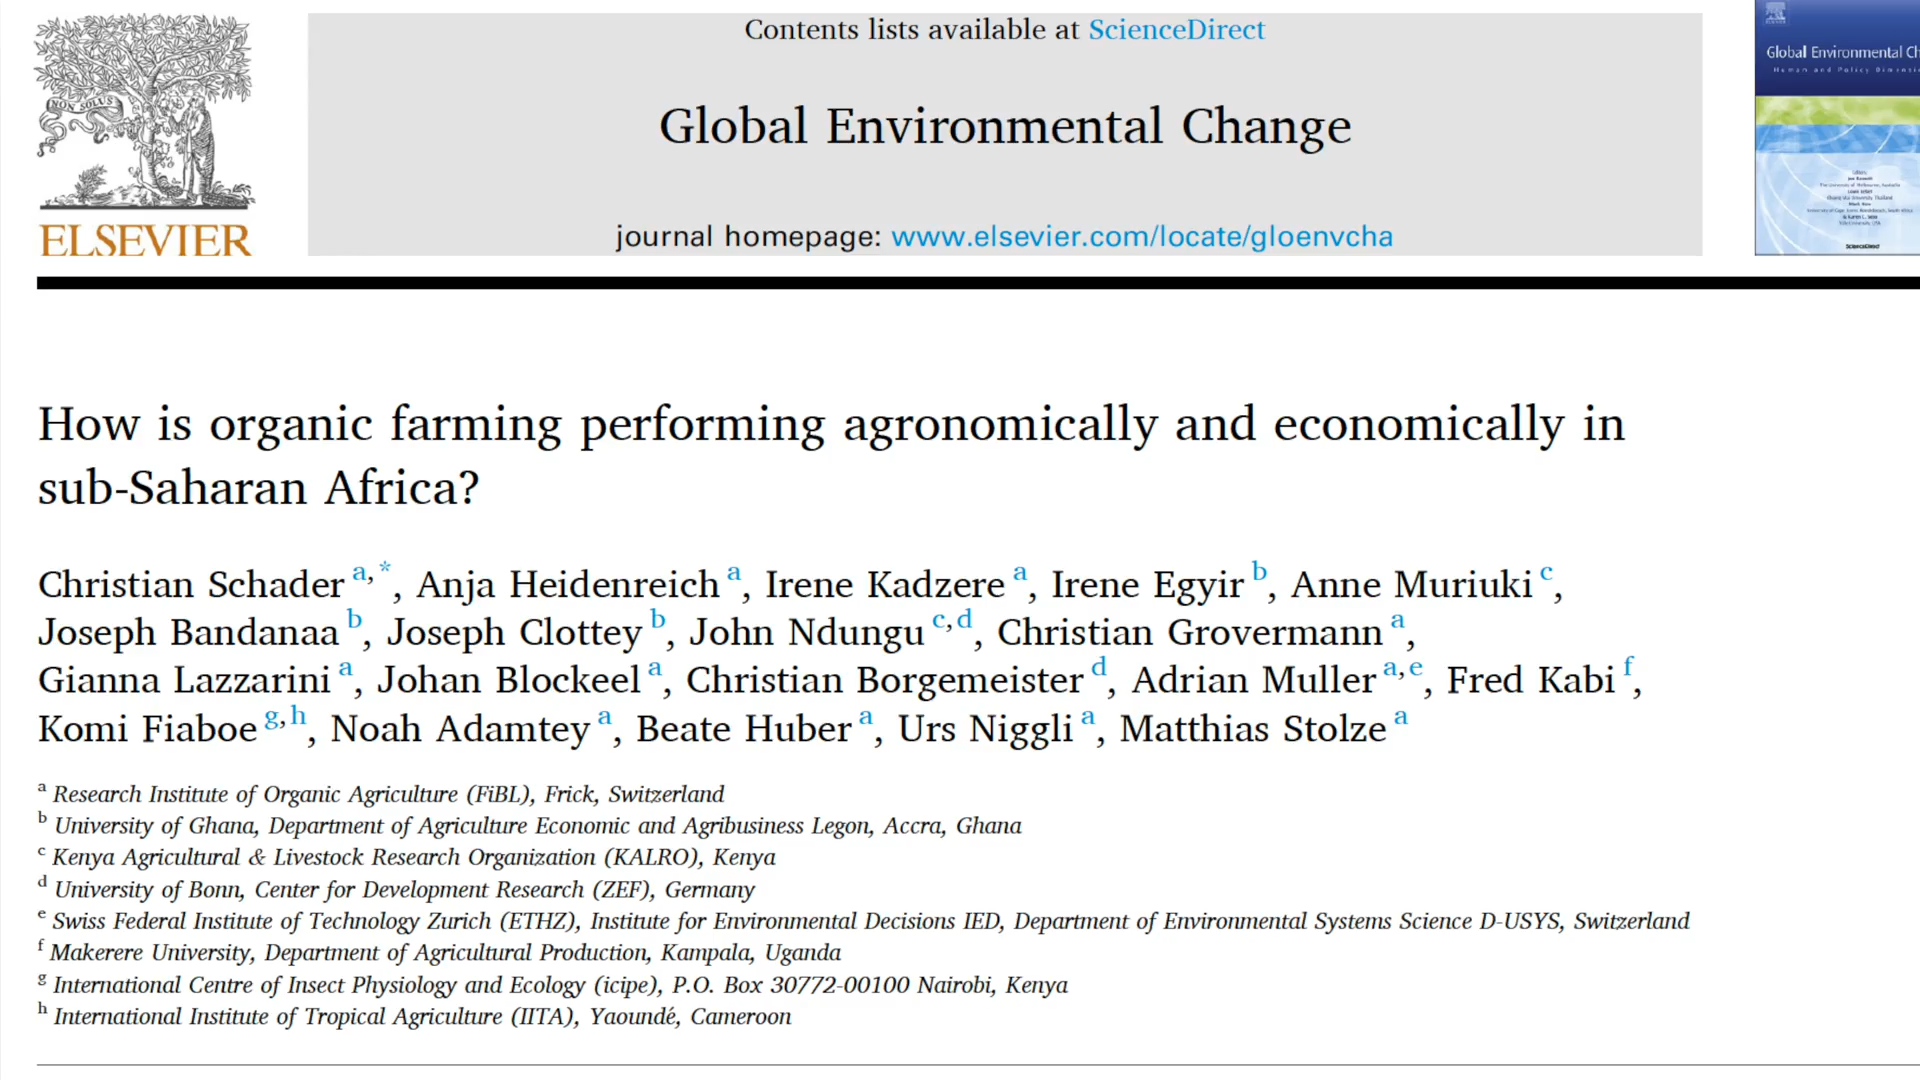 Contents lists available at ScienceDirect
Global Environmental Change
journal homepage: www.elsevier.com/locate/gloenvcha
NON SOLUS
ELSEVIER
Global Environmental Ch
Human and Policy Dimensi
ScienceDirect
How is organic farming performing agronomically and economically in
sub-Saharan Africa?
Christian Schader a,*, Anja Heidenreich a, Irene Kadzere a, Irene Egyir b, Anne Muriuki c,
Joseph Bandanaa b, Joseph Clottey b, John Ndungu c,d, Christian Grovermann a,
Gianna Lazzarini a, Johan Blockeel a, Christian Borgemeister d, Adrian Muller a,e, Fred Kabi f,
Komi Fiaboe g,h, Noah Adamtey a, Beate Huber a, Urs Niggli a, Matthias Stolze a
a Research Institute of Organic Agriculture (FiBL), Frick, Switzerland
b University of Ghana, Department of Agriculture Economic and Agribusiness Legon, Accra, Ghana
c Kenya Agricultural & Livestock Research Organization (KALRO), Kenya
d University of Bonn, Center for Development Research (ZEF), Germany
e Swiss Federal Institute of Technology Zurich (ETHZ), Institute for Environmental Decisions IED, Department of Environmental Systems Science D-USYS, Switzerland
f Makerere University, Department of Agricultural Production, Kampala, Uganda
g International Centre of Insect Physiology and Ecology (icipe), P.O. Box 30772-00100 Nairobi, Kenya
h International Institute of Tropical Agriculture (IITA), Yaoundé, Cameroon